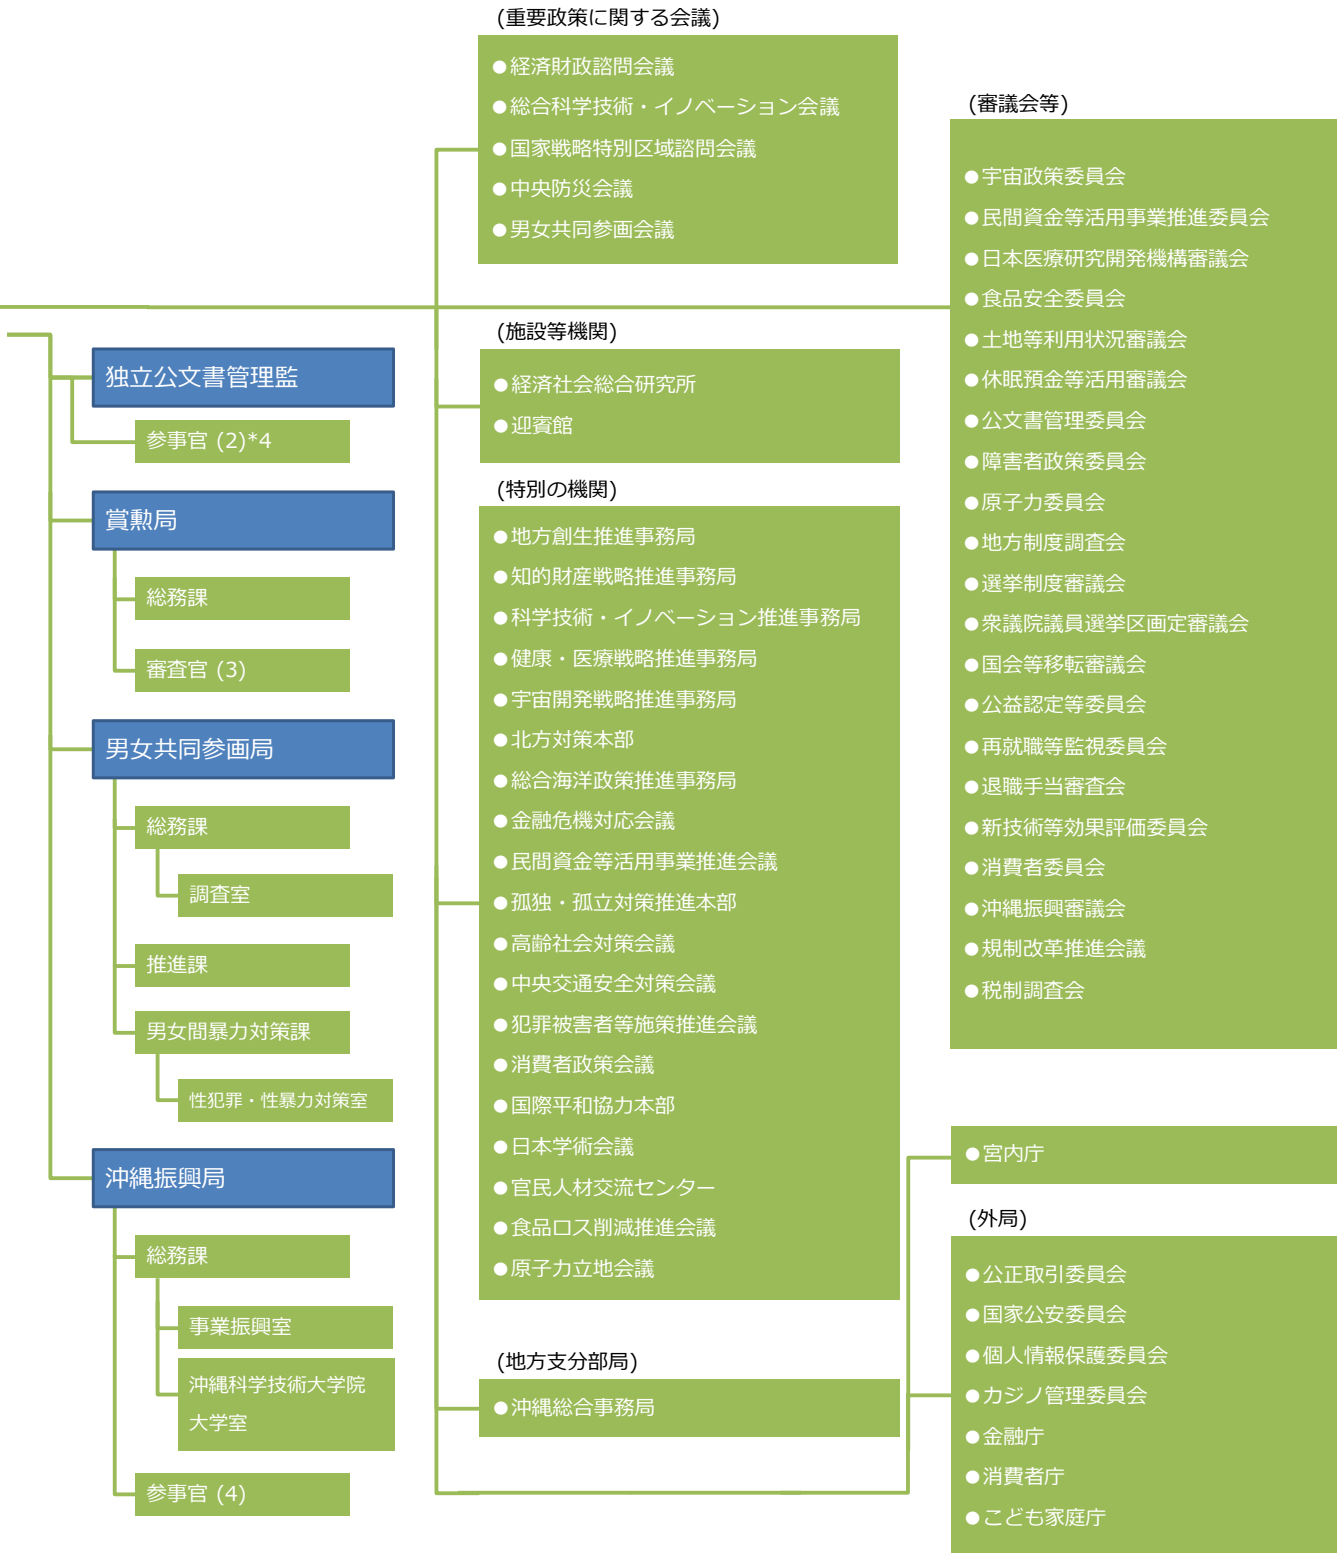 独立公文書管理監
参事官 (2)*4
賞勲局
総務課
審査官 (3)
男女共同参画局
総務課
調査室
推進課
男女間暴力対策課
性犯罪・性暴力対策室
沖縄振興局
総務課
事業振興室
沖縄科学技術大学院
大学室
参事官 (4)
(重要政策に関する会議)
●経済財政諮問会議
●総合科学技術・イノベーション会議
●国家戦略特別区域諮問会議
●中央防災会議
●男女共同参画会議
(施設等機関)
●経済社会総合研究所
●迎賓館
(特別の機関)
●地方創生推進事務局
●知的財産戦略推進事務局
●科学技術・イノベーション推進事務局
●健康・医療戦略推進事務局
●宇宙開発戦略推進事務局
●北方対策本部
●総合海洋政策推進事務局
●金融危機対応会議
●民間資金等活用事業推進会議
●孤独・孤立対策推進本部
●高齢社会対策会議
●中央交通安全対策会議
●犯罪被害者等施策推進会議
●消費者政策会議
●国際平和協力本部
●日本学術会議
●官民人材交流センター
●食品ロス削減推進会議
●原子力立地会議
(地方支分部局)
●沖縄総合事務局
(審議会等)
●宇宙政策委員会
●民間資金等活用事業推進委員会
●日本医療研究開発機構審議会
●食品安全委員会
●土地等利用状況審議会
●休眠預金等活用審議会
●公文書管理委員会
●障害者政策委員会
●原子力委員会
●地方制度調査会
●選挙制度審議会
●衆議院議員選挙区画定審議会
●国会等移転審議会
●公益認定等委員会
●再就職等監視委員会
●退職手当審査会
●新技術等効果評価委員会
●消費者委員会
●沖縄振興審議会
●規制改革推進会議
●税制調査会
●宮内庁
(外局)
●公正取引委員会
●国家公安委員会
●個人情報保護委員会
●カジノ管理委員会
●金融庁
●消費者庁
●こども家庭庁